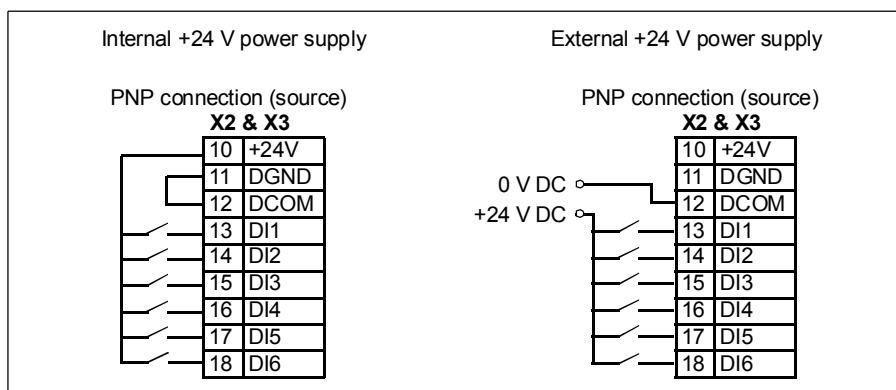 Internal +24 V power supply
PNP connection (source)
X2 & X3
10 +24V
11 DGND
12 DCOM
13 DI1
14 DI2
15 DI3
16 DI4
17 DI5
18 DI6
External +24 V power supply
PNP connection (source)
X2 & X3
0 V DC
+24 V DC
10 +24V
11 DGND
12 DCOM
13 DI1
14 DI2
15 DI3
16 DI4
17 DI5
18 DI6